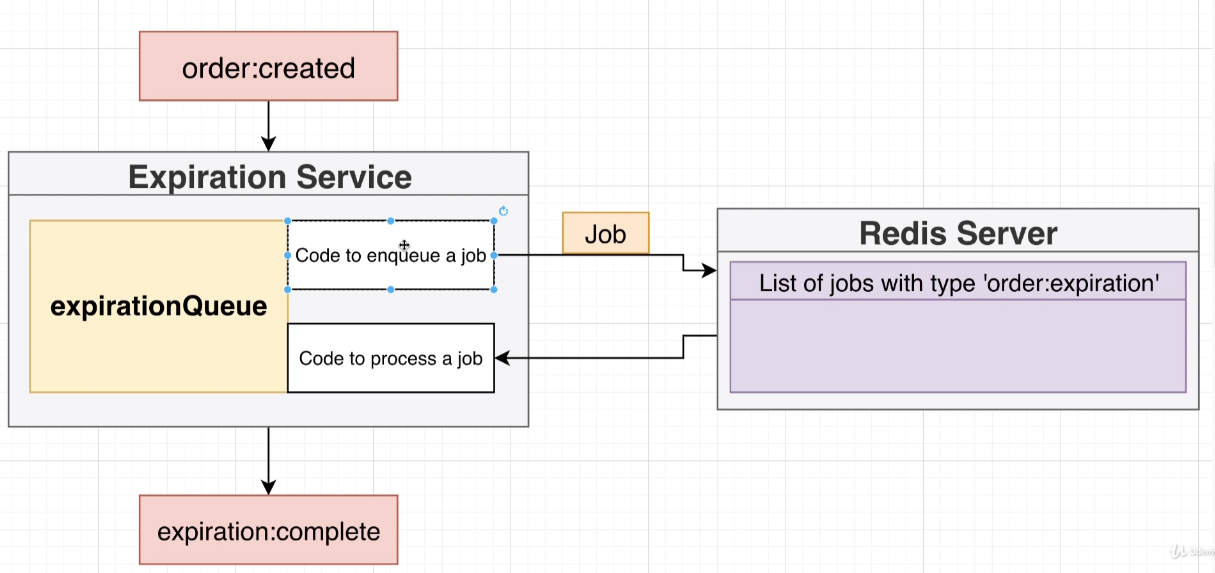 order:created
Expiration Service
expirationQueue
Code to enqueue a job
Code to process a job
Job
Redis Server
List of jobs with type 'order:expiration'
expiration:complete